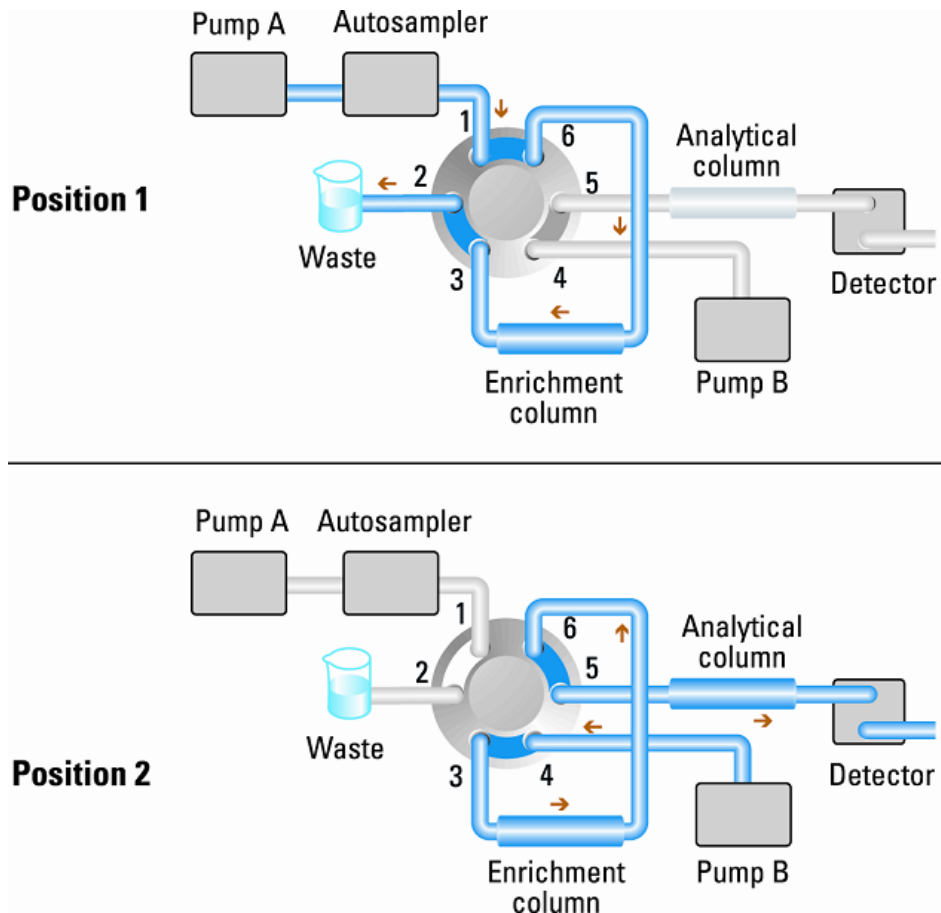 Pump A
Autosampler
1
6
Analytical
column
2
5
Position 1
Waste
3
4
Detector
Enrichment
column
Pump B
Pump A
Autosampler
1
6
Analytical
column
2
5
Waste
Position 2
3
4
Detector
Enrichment
column
Pump B